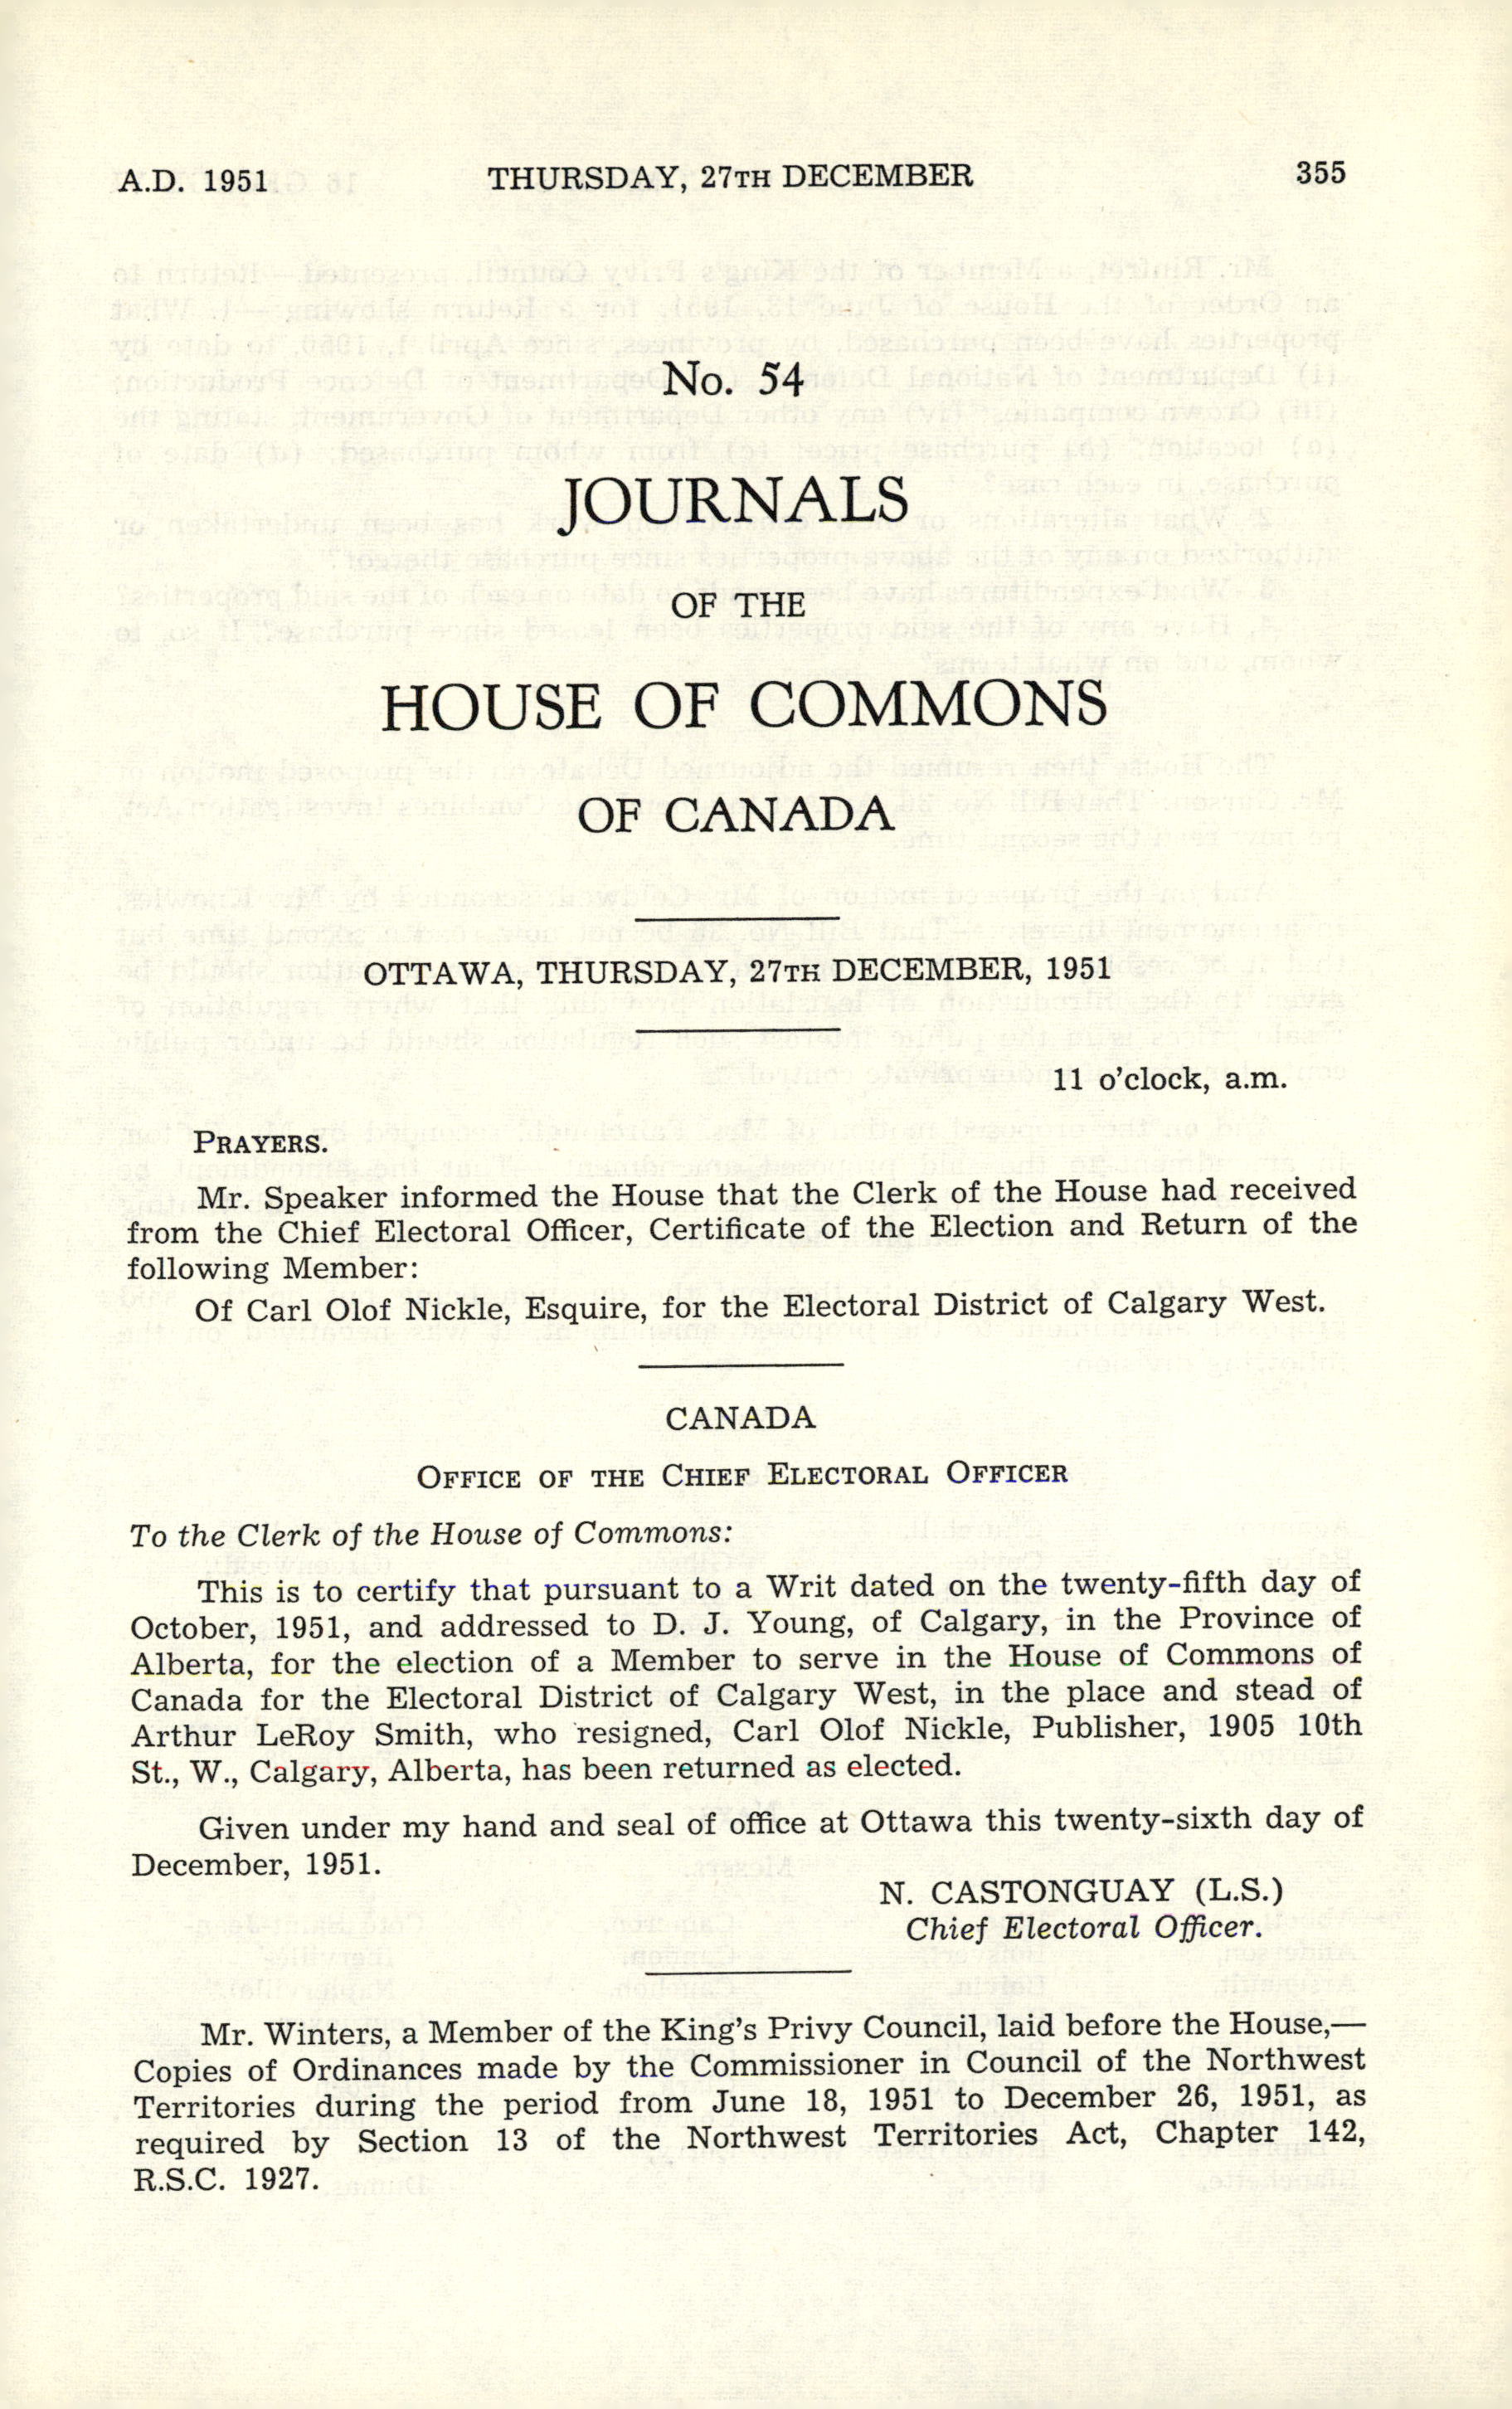 A.D. 1951 THURSDAY, 27TH DECEMBER 355
No. 54
JOURNALS
OF THE
HOUSE OF COMMONS
OF CANADA
OTTAWA, THURSDAY, 27TH DECEMBER, 1951
11 o'clock, a.m.
PRAYERS.
Mr. Speaker informed the House that the Clerk of the House had received
from the Chief Electoral Officer, Certificate of the Election and Return of the
following Member:
Of Carl Olof Nickle, Esquire, for the Electoral District of Calgary West.
CANADA
OFFICE OF THE CHIEF ELECTORAL OFFICER
To the Clerk of the House of Commons:
This is to certify that pursuant to a Writ dated on the twenty-fifth day of
October, 1951, and addressed to D. J. Young, of Calgary, in the Province of
Alberta, for the election of a Member to serve in the House of Commons of
Canada for the Electoral District of Calgary West, in the place and stead of
Arthur LeRoy Smith, who resigned, Carl Olof Nickle, Publisher, 1905 10th
St., W., Calgary, Alberta, has been returned as elected.
Given under my hand and seal of office at Ottawa this twenty-sixth day of
December, 1951.
N. CASTONGUAY (L.S.)
Chief Electoral Officer.
Mr. Winters, a Member of the King's Privy Council, laid before the House,—
Copies of Ordinances made by the Commissioner in Council of the Northwest
Territories during the period from June 18, 1951 to December 26, 1951, as
required by Section 13 of the Northwest Territories Act, Chapter 142,
R.S.C. 1927.